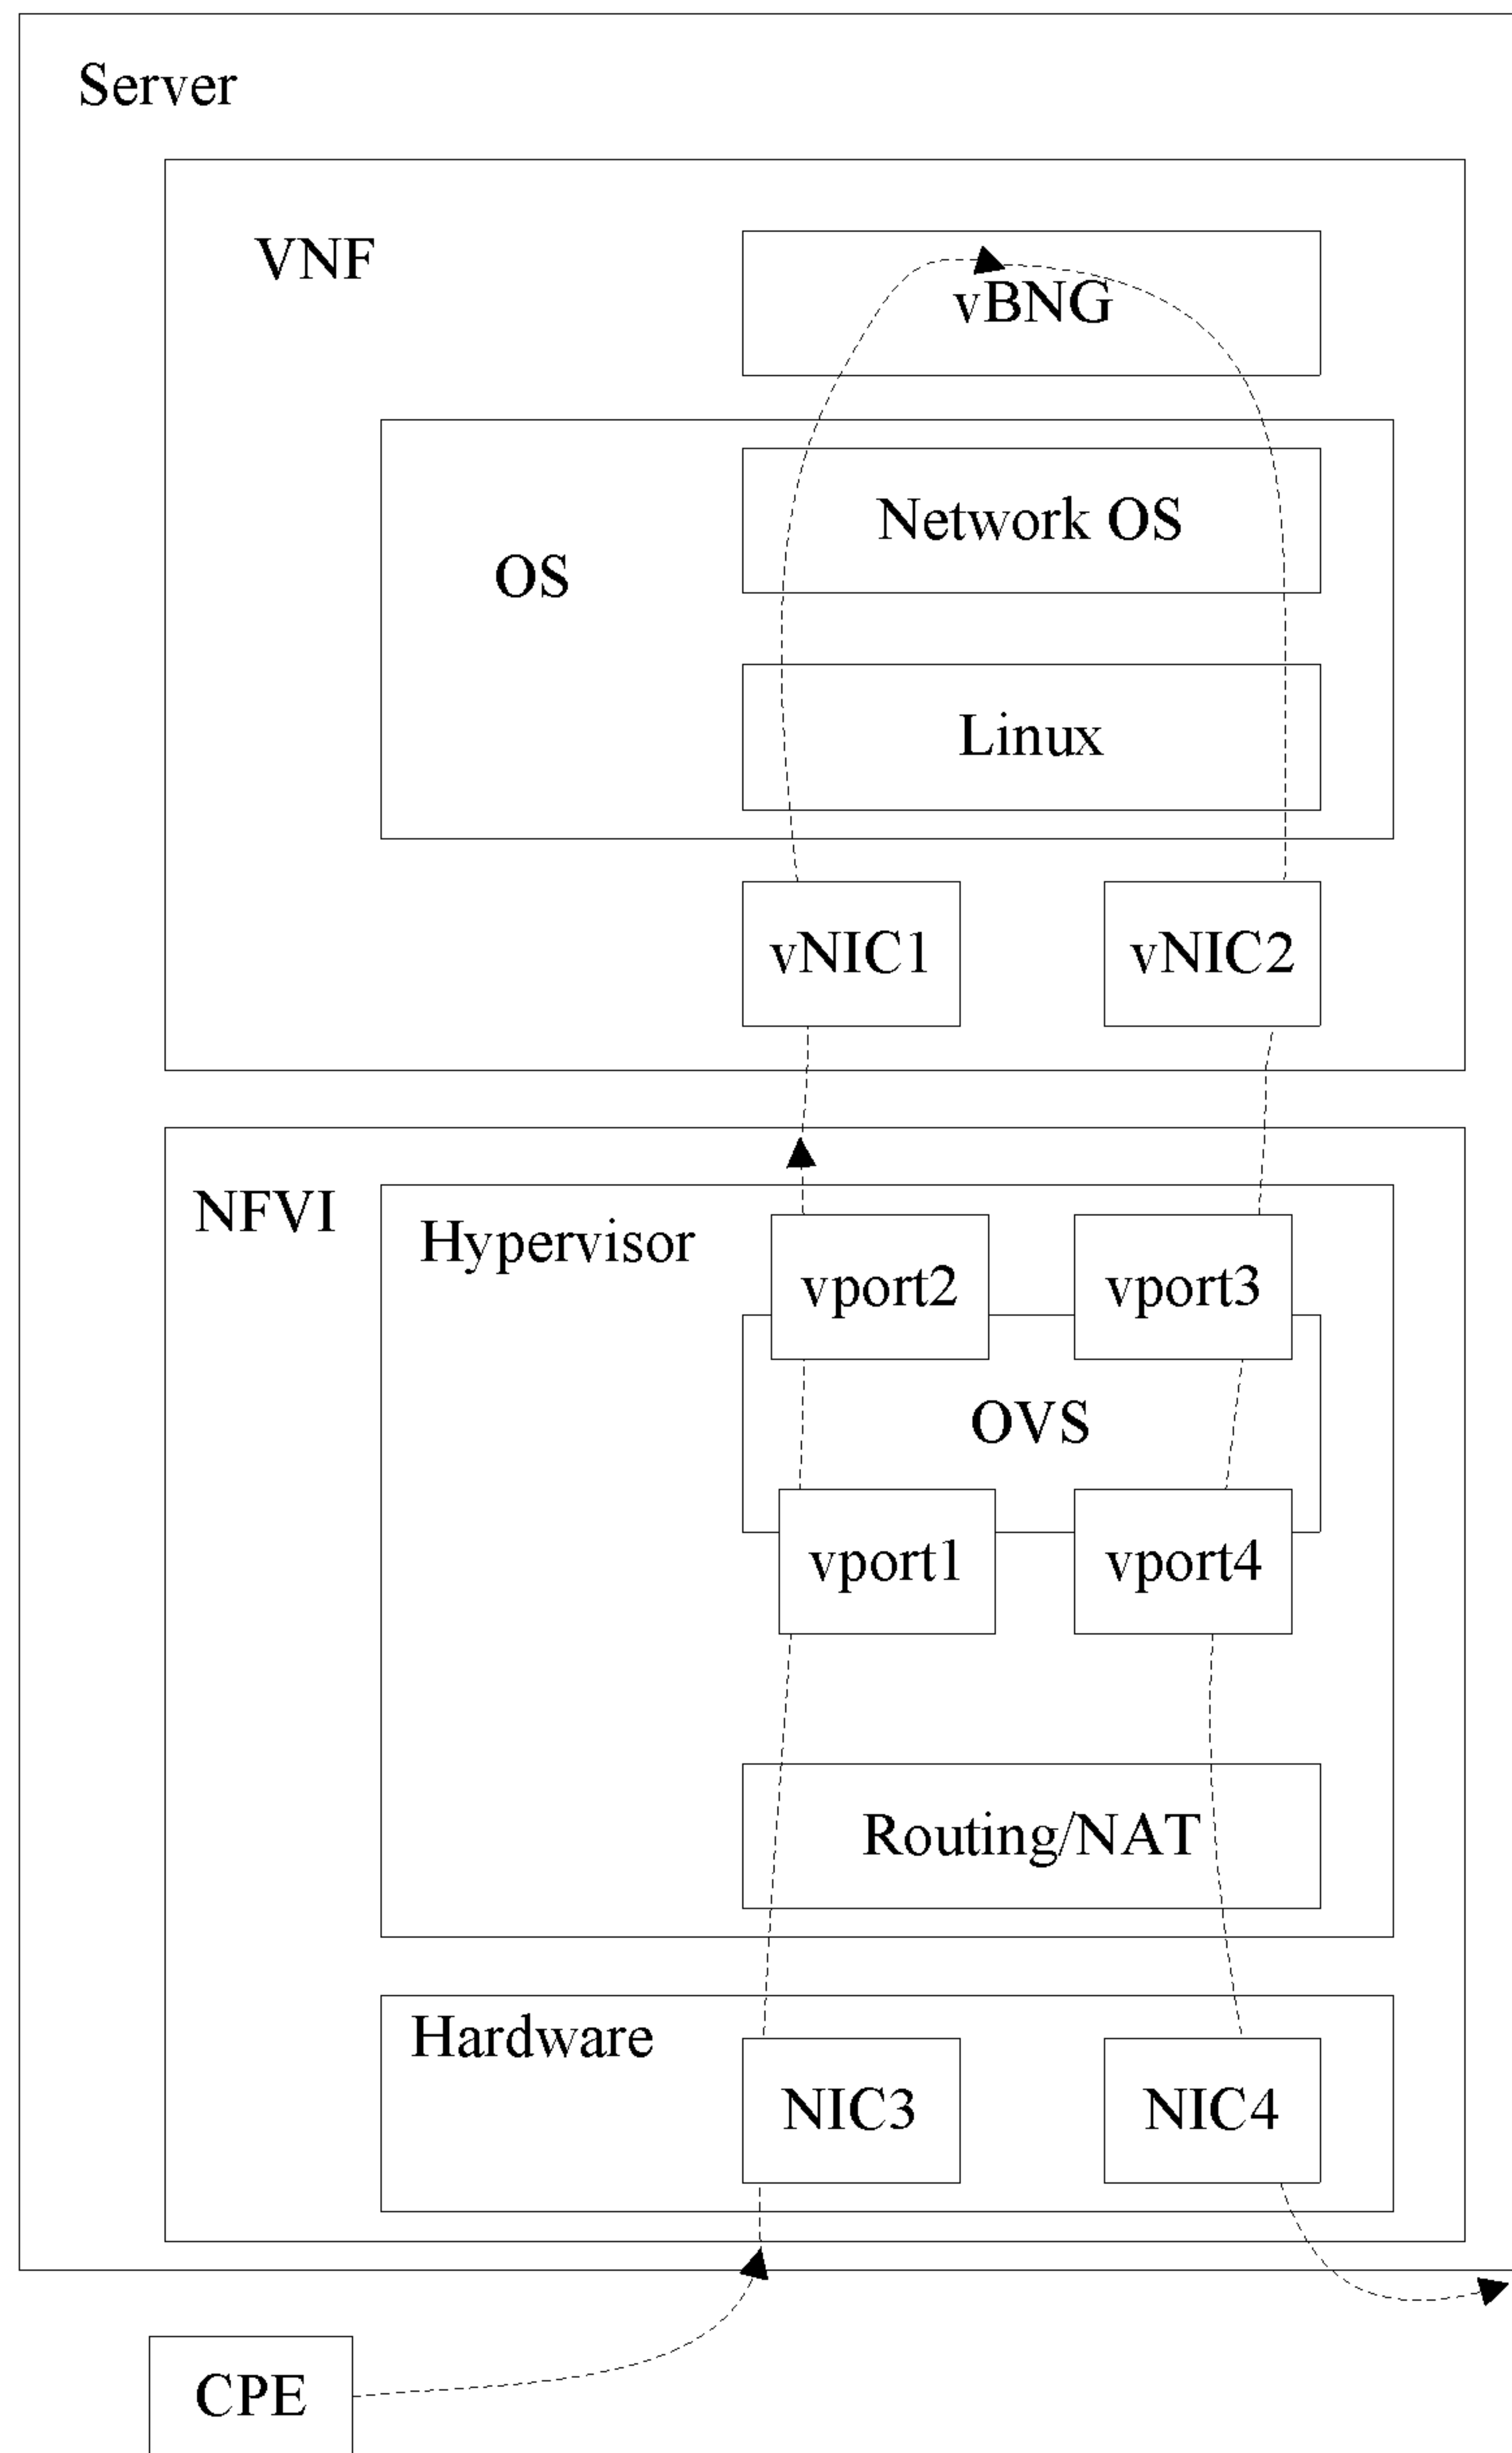 Server
VNF
vBNG
Network OS
OS
Linux
vNIC1
vNIC2
NFVI
Hypervisor
vport2
vport3
OVS
vport1
vport4
Routing/NAT
Hardware
NIC3
NIC4
CPE